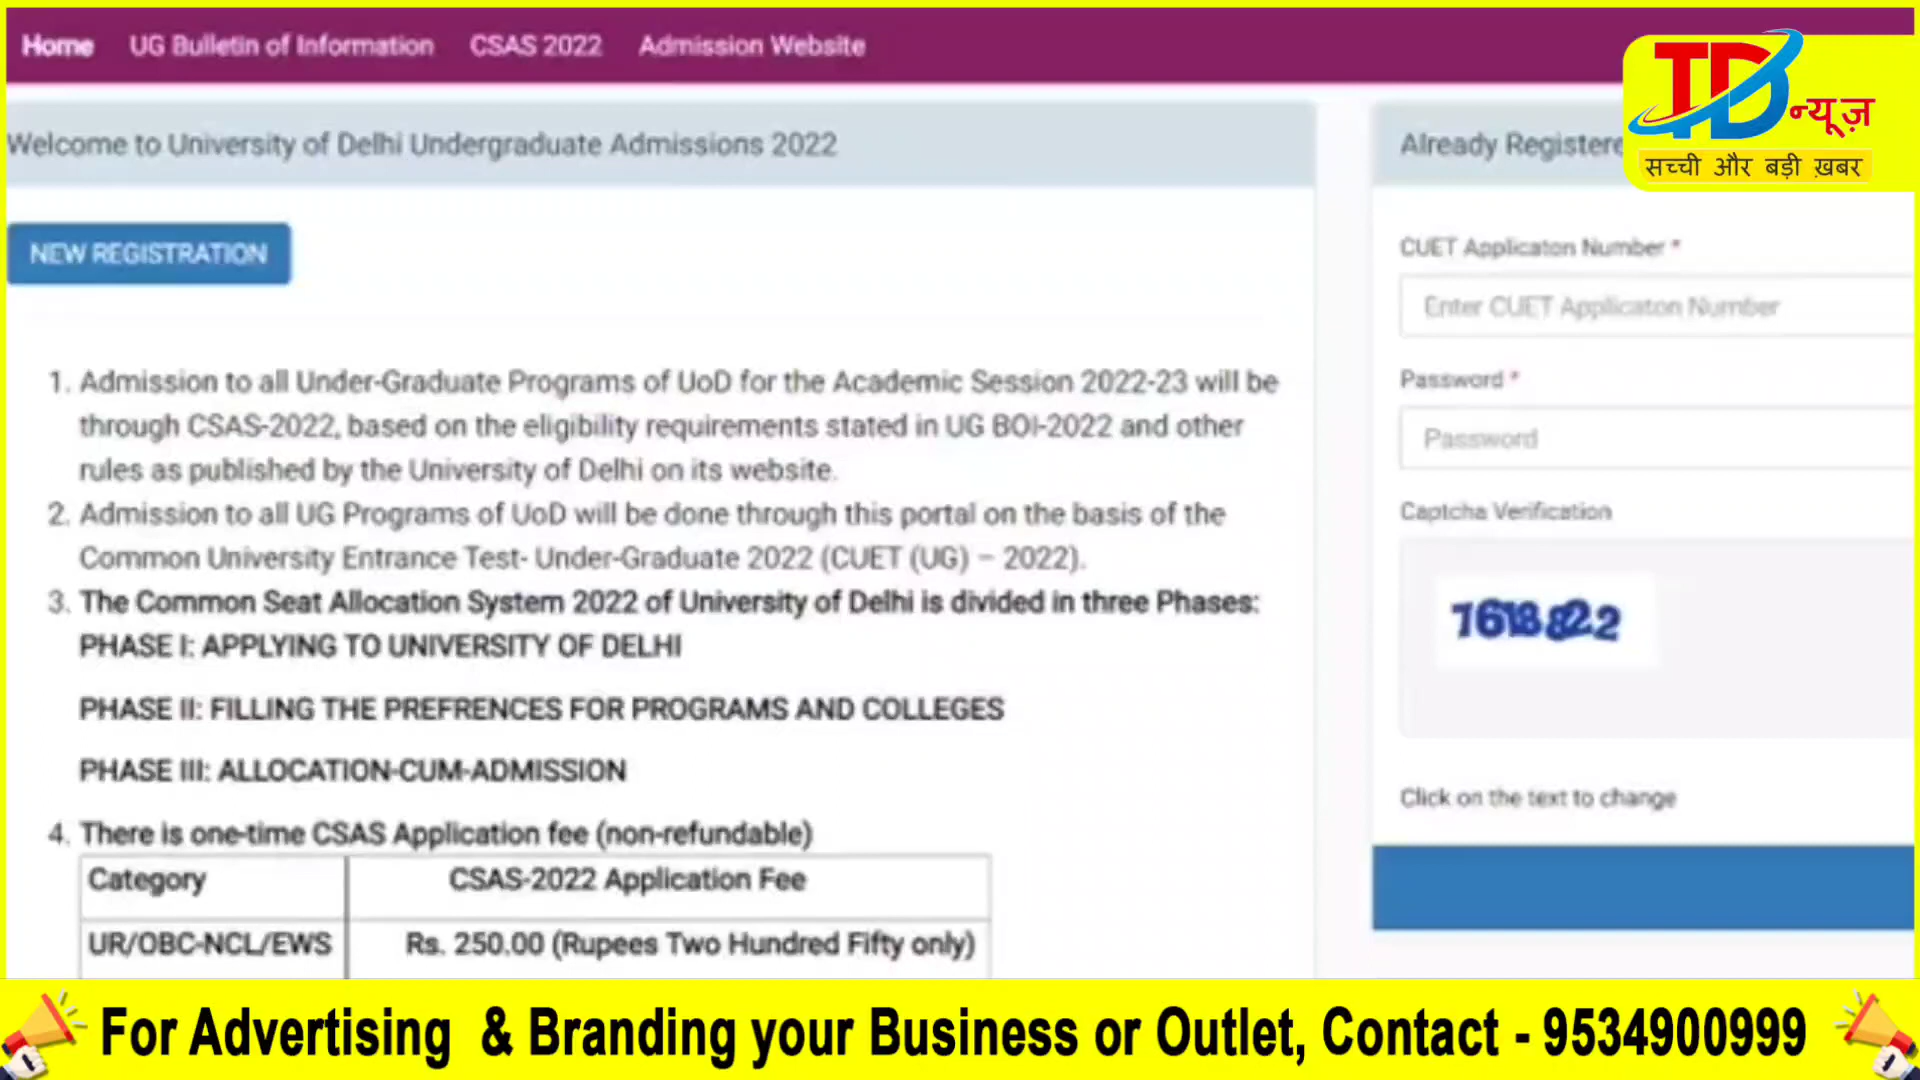 Home UG Bulletin of Information CSAS 2022 Admission Website
TD न्यूज़
सच्ची और बड़ी ख़बर
Welcome to University of Delhi Undergraduate Admissions 2022
NEW REGISTRATION
1. Admission to all Under-Graduate Programs of UoD for the Academic Session 2022-23 will be
through CSAS-2022, based on the eligibility requirements stated in UG BOI-2022 and other
rules as published by the University of Delhi on its website.
2. Admission to all UG Programs of UoD will be done through this portal on the basis of the
Common University Entrance Test- Under-Graduate 2022 (CUET (UG) – 2022).
3. The Common Seat Allocation System 2022 of University of Delhi is divided in three Phases:
PHASE I: APPLYING TO UNIVERSITY OF DELHI
PHASE II: FILLING THE PREFRENCES FOR PROGRAMS AND COLLEGES
PHASE III: ALLOCATION-CUM-ADMISSION
4. There is one-time CSAS Application fee (non-refundable)
Category CSAS-2022 Application Fee
UR/OBC-NCL/EWS Rs. 250.00 (Rupees Two Hundred Fifty only)
Already Registere
CUET Applicaton Number *
Enter CUET Applicaton Number
Password *
Password
Captcha Verification
Click on the text to change
For Advertising & Branding your Business or Outlet, Contact - 9534900999